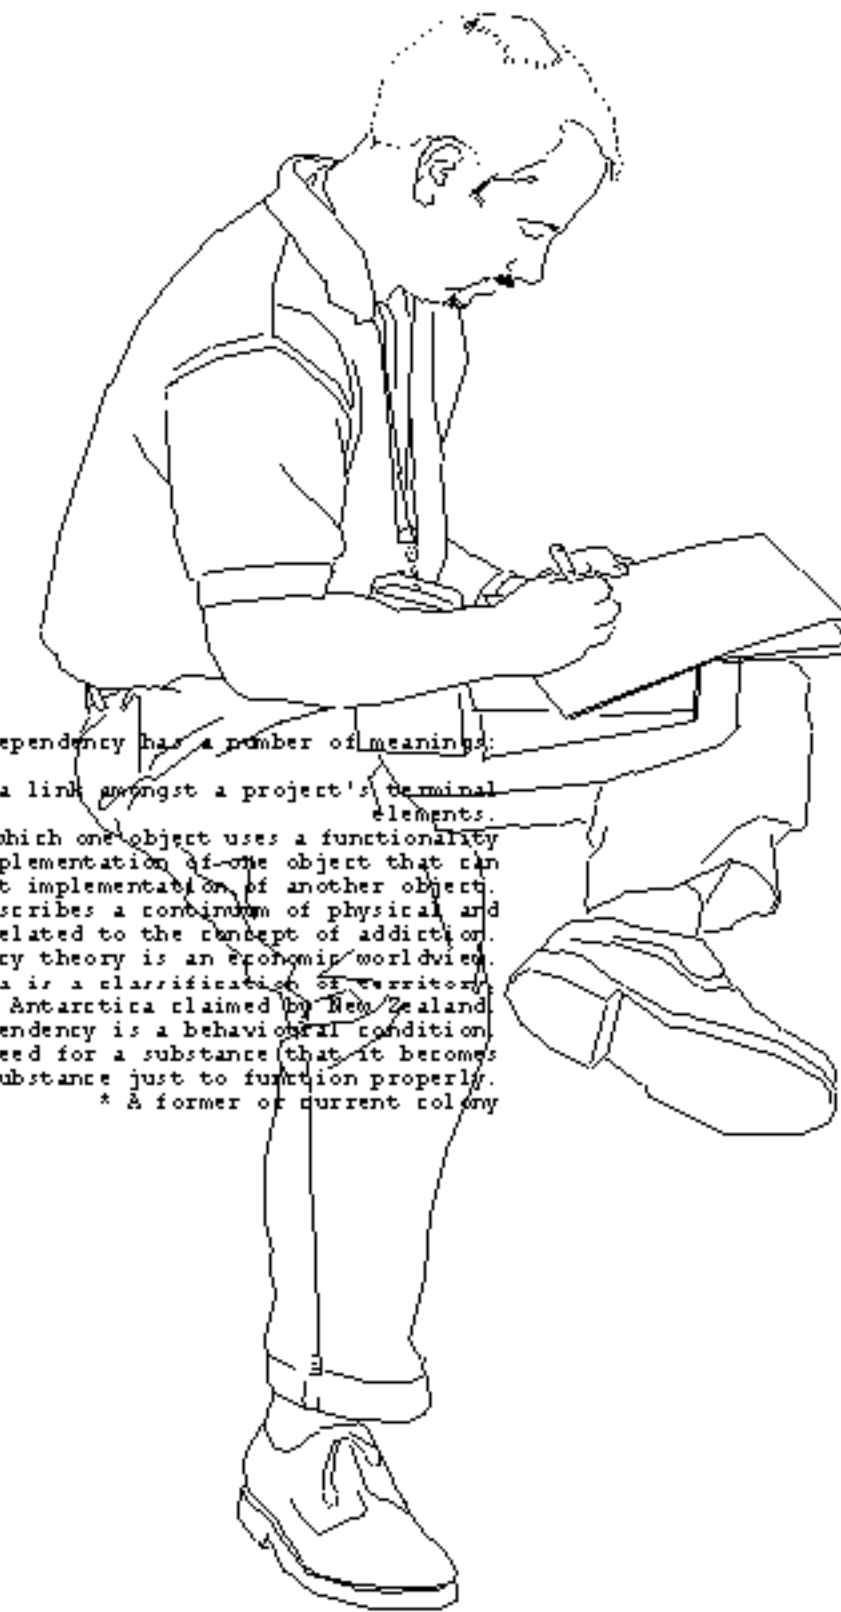 ependency has a number of meanings:
a link amongst a project's terminal
elements.
which one object uses a functionality
plementation of one object that can
t implementation of another object.
scribes a continuum of physical and
elated to the concept of addiction.
cy theory is an economic worldview.
a is a classification of territory
Antarctica claimed by New Zealand.
endency is a behavioural condition
eed for a substance that it becomes
ubstance just to function properly.
* A former or current colony